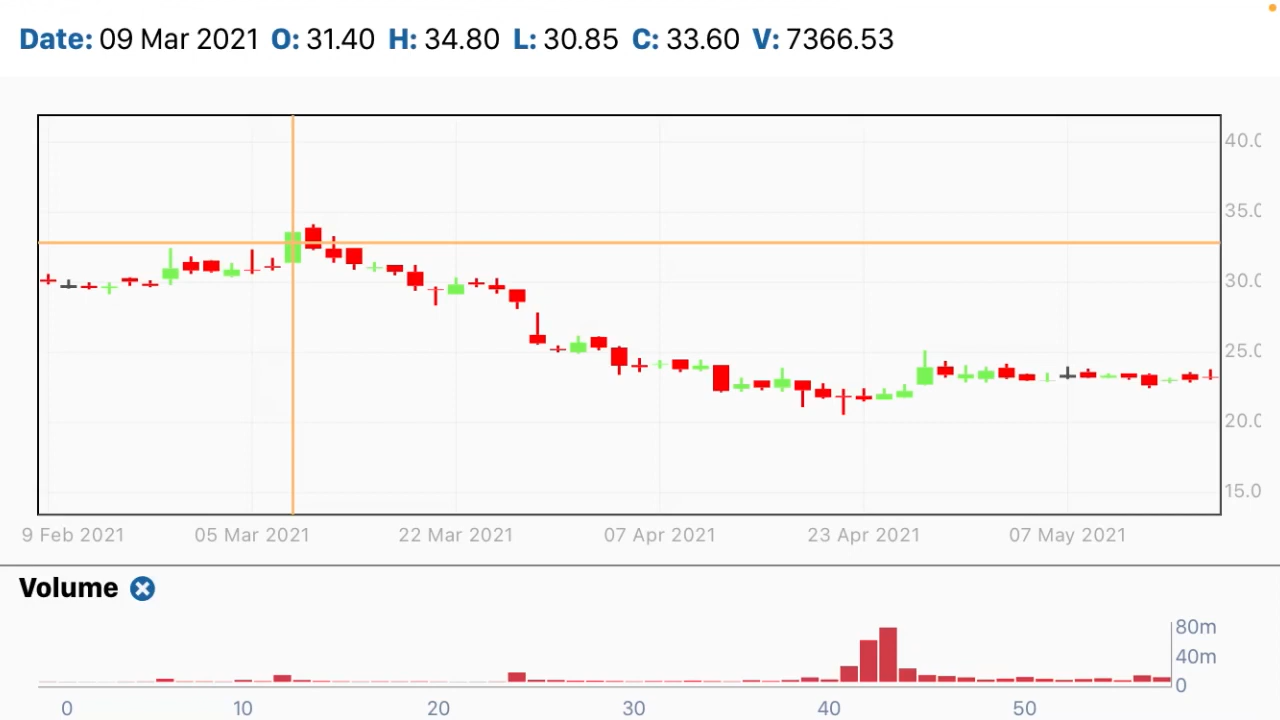 Date: 09 Mar 2021 O: 31.40 H: 34.80 L: 30.85 C: 33.60 V: 7366.53
40.0
35.0
30.0
25.0
20.0
15.0
9 Feb 2021 05 Mar 2021 22 Mar 2021 07 Apr 2021 23 Apr 2021 07 May 2021
Volume
80m
40m
0
0 10 20 30 40 50